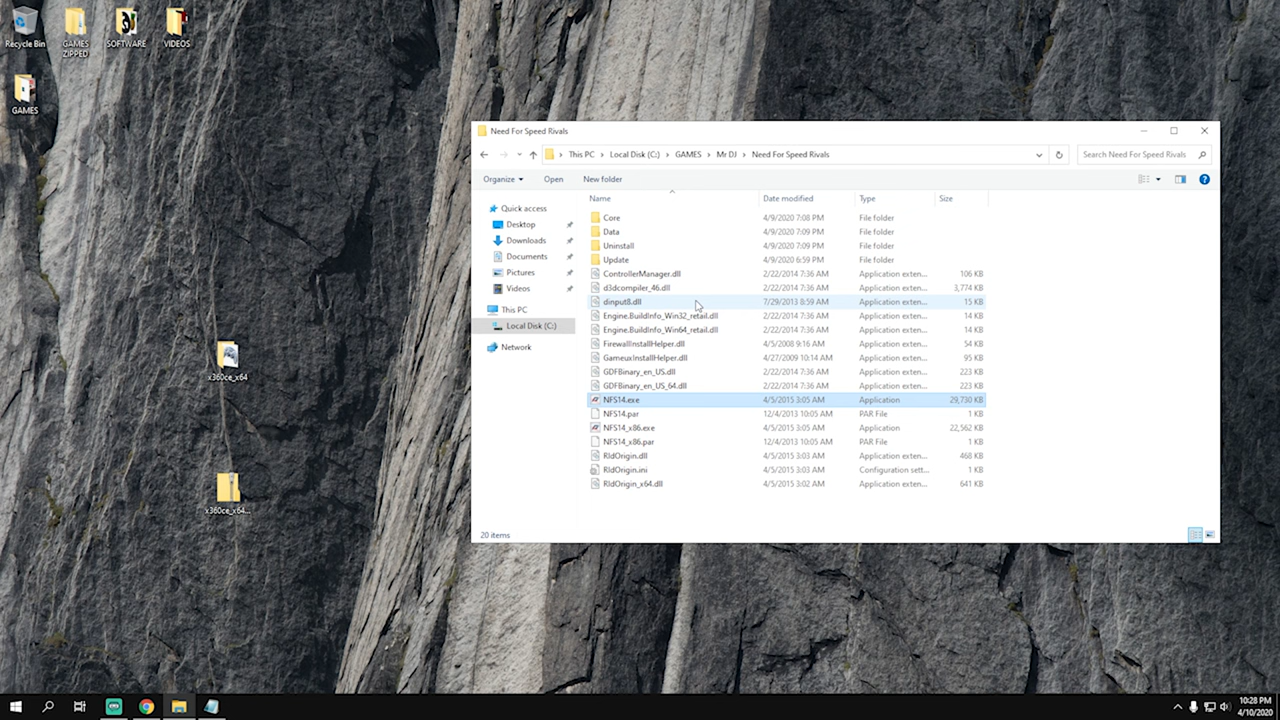 Recycle Bin
GAMES ZIPPED
SOFTWARE
VIDEOS
GAMES
x360ce_x64
x360ce_x64...
Need For Speed Rivals
This PC > Local Disk (C:) > GAMES > Mr DJ > Need For Speed Rivals
Search Need For Speed Rivals
Organize
Open
New folder
Quick access
Desktop
Downloads
Documents
Pictures
Videos
This PC
Local Disk (C:)
Network
Name Date modified Type Size
Core 4/9/2020 7:08 PM File folder
Data 4/9/2020 7:09 PM File folder
Uninstall 4/9/2020 7:09 PM File folder
Update 4/9/2020 6:59 PM File folder
ControllerManager.dll 2/22/2014 7:36 AM Application exten... 106 KB
d3dcompiler_46.dll 2/22/2014 7:36 AM Application exten... 3,774 KB
dinput8.dll 7/29/2013 8:59 AM Application exten... 15 KB
Engine.BuildInfo_Win32_retail.dll 2/22/2014 7:36 AM Application exten... 14 KB
Engine.BuildInfo_Win64_retail.dll 2/22/2014 7:36 AM Application exten... 14 KB
FirewallInstallHelper.dll 4/5/2008 9:16 AM Application exten... 54 KB
GameuxInstallHelper.dll 4/27/2009 10:14 AM Application exten... 95 KB
GDFBinary_en_US.dll 2/22/2014 7:36 AM Application exten... 223 KB
GDFBinary_en_US_64.dll 2/22/2014 7:36 AM Application exten... 223 KB
NFS14.exe 4/5/2015 3:05 AM Application 29,730 KB
NFS14.par 12/4/2013 10:05 AM PAR File 1 KB
NFS14_x86.exe 4/5/2015 3:05 AM Application 22,562 KB
NFS14_x86.par 12/4/2013 10:05 AM PAR File 1 KB
RldOrigin.dll 4/5/2015 3:03 AM Application exten... 468 KB
RldOrigin.ini 4/5/2015 3:03 AM Configuration sett... 1 KB
RldOrigin_x64.dll 4/5/2015 3:02 AM Application exten... 641 KB
20 items
10:28 PM
4/10/2020